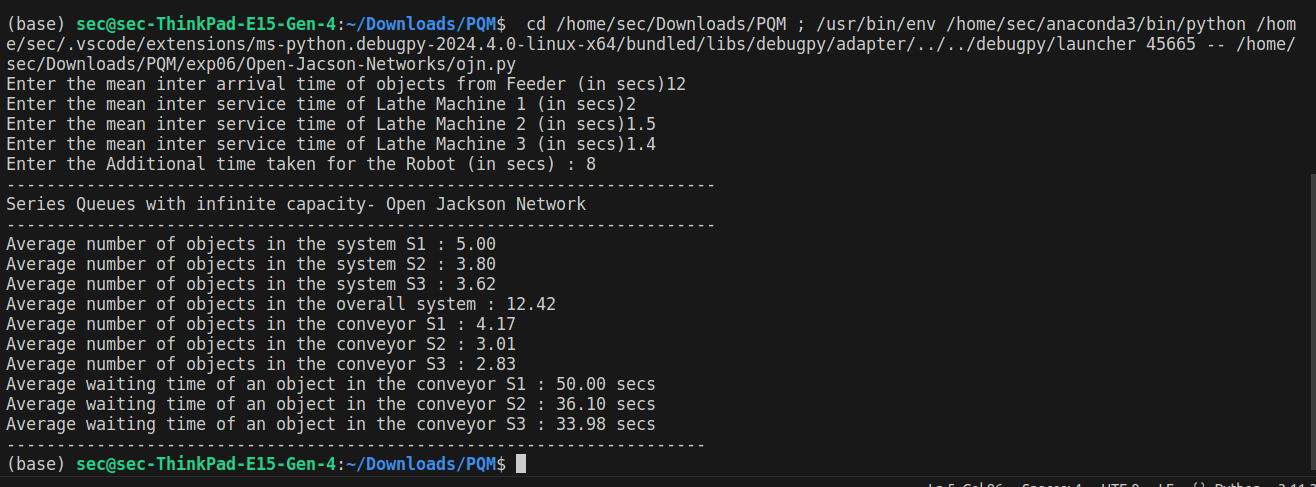 (base) sec@sec-ThinkPad-E15-Gen-4:~/Downloads/PQM$  cd /home/sec/Downloads/PQM ; /usr/bin/env /home/sec/anaconda3/bin/python /hom
e/sec/.vscode/extensions/ms-python.debugpy-2024.4.0-linux-x64/bundled/libs/debugpy/adapter/../../debugpy/launcher 45665 -- /home/
sec/Downloads/PQM/exp06/Open-Jacson-Networks/ojn.py
Enter the mean inter arrival time of objects from Feeder (in secs)12
Enter the mean inter service time of Lathe Machine 1 (in secs)2
Enter the mean inter service time of Lathe Machine 2 (in secs)1.5
Enter the mean inter service time of Lathe Machine 3 (in secs)1.4
Enter the Additional time taken for the Robot (in secs) : 8
-----------------------------------------------------------------------
Series Queues with infinite capacity- Open Jackson Network
-----------------------------------------------------------------------
Average number of objects in the system S1 : 5.00
Average number of objects in the system S2 : 3.80
Average number of objects in the system S3 : 3.62
Average number of objects in the overall system : 12.42
Average number of objects in the conveyor S1 : 4.17
Average number of objects in the conveyor S2 : 3.01
Average number of objects in the conveyor S3 : 2.83
Average waiting time of an object in the conveyor S1 : 50.00 secs
Average waiting time of an object in the conveyor S2 : 36.10 secs
Average waiting time of an object in the conveyor S3 : 33.98 secs
----------------------------------------------------------------------
(base) sec@sec-ThinkPad-E15-Gen-4:~/Downloads/PQM$